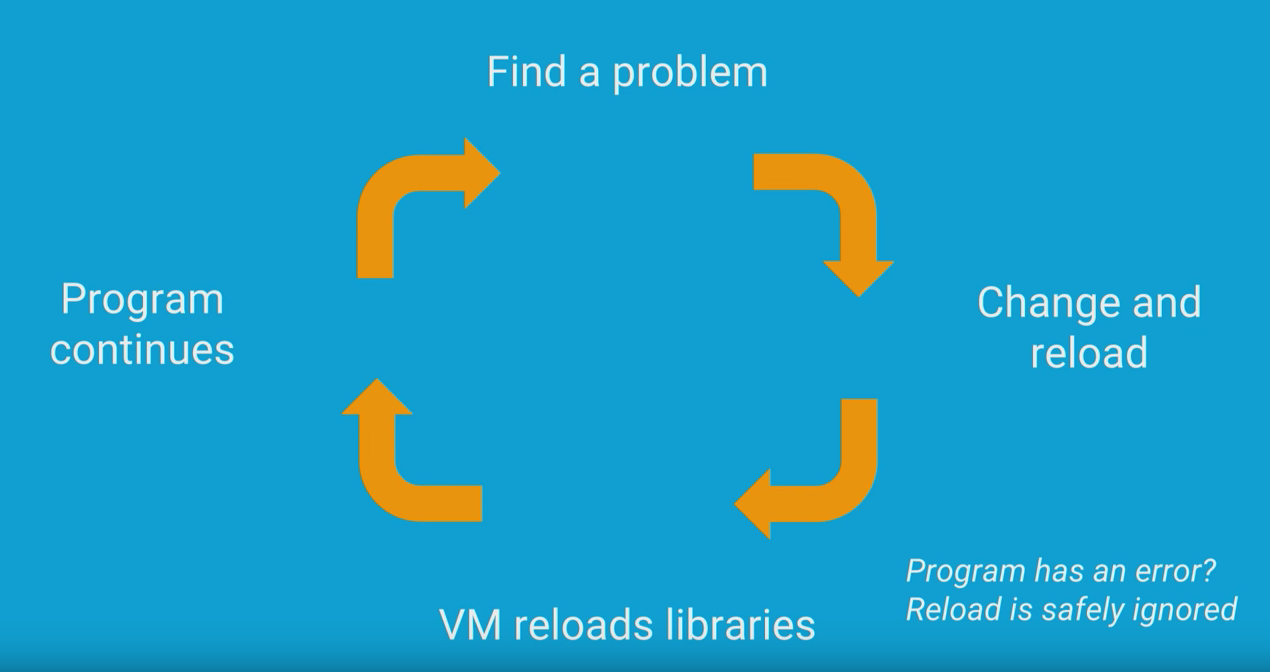 Find a problem
Program
continues
Change and
reload
VM reloads libraries
Program has an error?
Reload is safely ignored